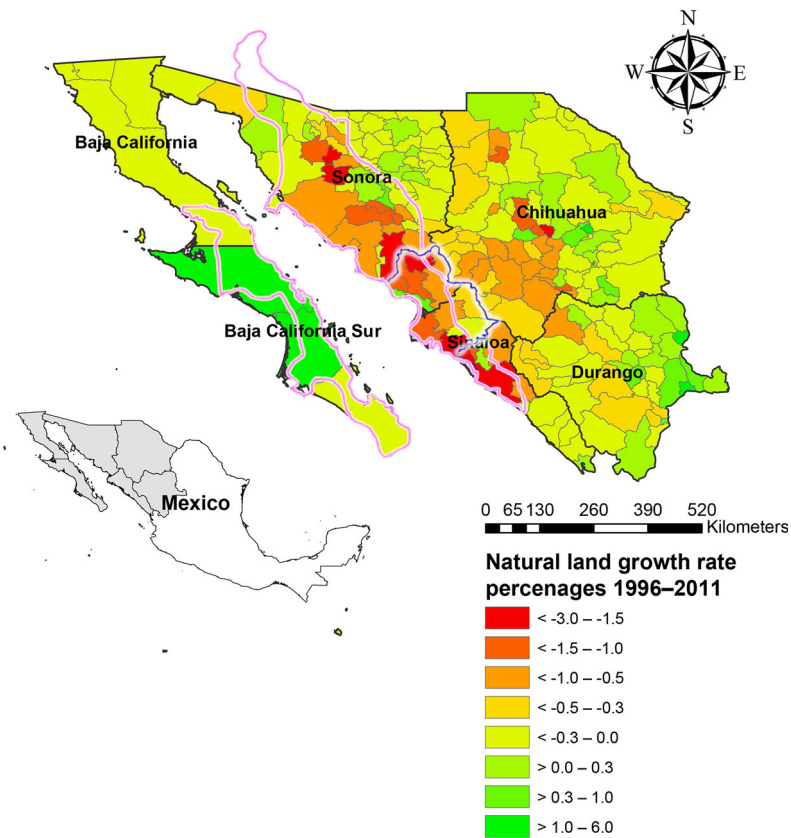 N
W E
S
Baja California
Sonora
Chihuahua
Baja California Sur
Sinaloa
Durango
Mexico
0 65 130 260 390 520
Kilometers
Natural land growth rate
percenages 1996–2011
< -3.0 – -1.5
< -1.5 – -1.0
< -1.0 – -0.5
< -0.5 – -0.3
< -0.3 – 0.0
> 0.0 – 0.3
> 0.3 – 1.0
> 1.0 – 6.0